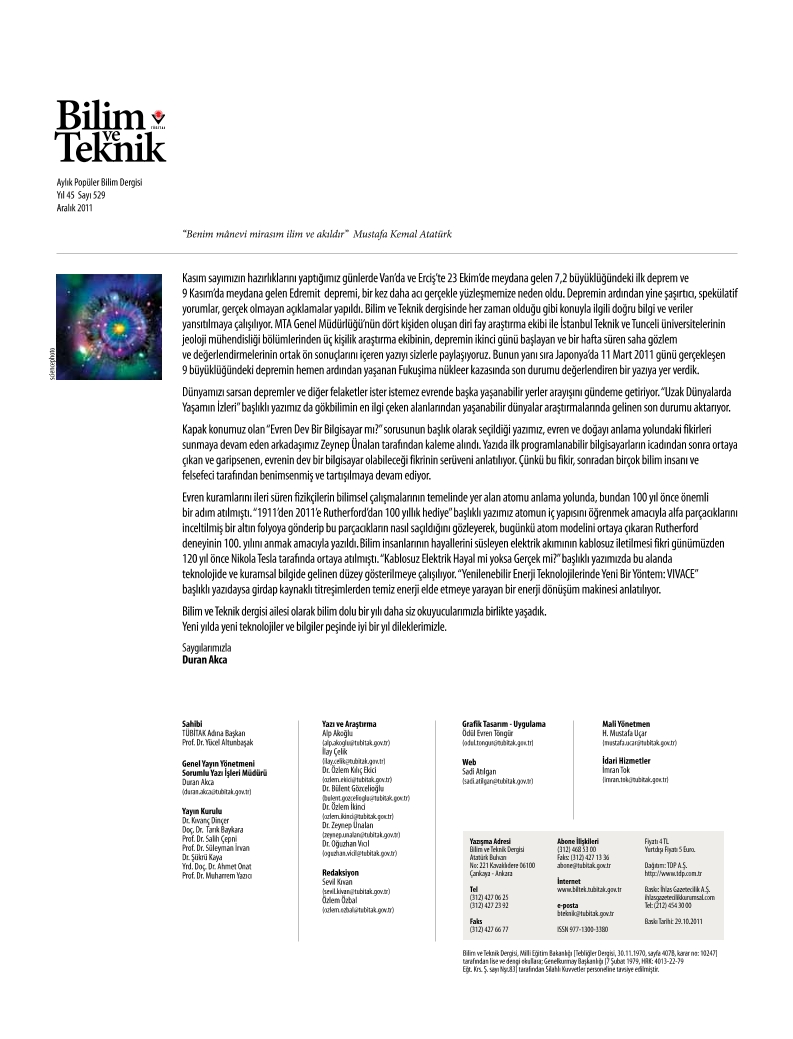 Bilim
ve
Teknik
TÜBİTAK
Aylık Popüler Bilim Dergisi
Yıl 45 Sayı 529
Aralık 2011
“Benim mânevi mirasım ilim ve akıldır” Mustafa Kemal Atatürk
sciencephoto
Kasım sayımızın hazırlıklarını yaptığımız günlerde Van’da ve Erciş’te 23 Ekim’de meydana gelen 7,2 büyüklüğündeki ilk deprem ve
9 Kasım’da meydana gelen Edremit depremi, bir kez daha acı gerçekle yüzleşmemize neden oldu. Depremin ardından yine şaşırtıcı, spekülatif
yorumlar, gerçek olmayan açıklamalar yapıldı. Bilim ve Teknik dergisinde her zaman olduğu gibi konuyla ilgili doğru bilgi ve veriler
yansıtılmaya çalışılıyor. MTA Genel Müdürlüğü’nün dört kişiden oluşan diri fay araştırma ekibi ile İstanbul Teknik ve Tunceli üniversitelerinin
jeoloji mühendisliği bölümlerinden üç kişilik araştırma ekibinin, depremin ikinci günü başlayan ve bir hafta süren saha gözlem
ve değerlendirmelerinin ortak ön sonuçlarını içeren yazıyı sizlerle paylaşıyoruz. Bunun yanı sıra Japonya’da 11 Mart 2011 günü gerçekleşen
9 büyüklüğündeki depremin hemen ardından yaşanan Fukuşima nükleer kazasında son durumu değerlendiren bir yazıya yer verdik.
Dünyamızı sarsan depremler ve diğer felaketler ister istemez evrende başka yaşanabilir yerler arayışını gündeme getiriyor. “Uzak Dünyalarda
Yaşamın İzleri” başlıklı yazımız da gökbilimin en ilgi çeken alanlarından yaşanabilir dünyalar araştırmalarında gelinen son durumu aktarıyor.
Kapak konumuz olan “Evren Dev Bir Bilgisayar mı?” sorusunun başlık olarak seçildiği yazımız, evren ve doğayı anlama yolundaki fikirleri
sunmaya devam eden arkadaşımız Zeynep Ünalan tarafından kaleme alındı. Yazıda ilk programlanabilir bilgisayarların icadından sonra ortaya
çıkan ve garipsenen, evrenin dev bir bilgisayar olabileceği fikrinin serüveni anlatılıyor. Çünkü bu fikir, sonradan birçok bilim insanı ve
felsefeci tarafından benimsenmiş ve tartışılmaya devam ediyor.
Evren kuramlarını ileri süren fizikçilerin bilimsel çalışmalarının temelinde yer alan atomu anlama yolunda, bundan 100 yıl önce önemli
bir adım atılmıştı. “1911’den 2011’e Rutherford’dan 100 yıllık hediye” başlıklı yazımız atomun iç yapısını öğrenmek amacıyla alfa parçacıklarını
inceltilmiş bir altın folyoya gönderip bu parçacıkların nasıl saçıldığını gözleyerek, bugünkü atom modelini ortaya çıkaran Rutherford
deneyinin 100. yılını anmak amacıyla yazıldı. Bilim insanlarının hayallerini süsleyen elektrik akımının kablosuz iletilmesi fikri günümüzden
120 yıl önce Nikola Tesla tarafında ortaya atılmıştı. “Kablosuz Elektrik Hayal mi yoksa Gerçek mi?” başlıklı yazımızda bu alanda
teknolojide ve kuramsal bilgide gelinen düzey gösterilmeye çalışılıyor. “Yenilenebilir Enerji Teknolojilerinde Yeni Bir Yöntem: VIVACE”
başlıklı yazıdaysa girdap kaynaklı titreşimlerden temiz enerji elde etmeye yarayan bir enerji dönüşüm makinesi anlatılıyor.
Bilim ve Teknik dergisi ailesi olarak bilim dolu bir yılı daha siz okuyucularımızla birlikte yaşadık.
Yeni yılda yeni teknolojiler ve bilgiler peşinde iyi bir yıl dileklerimizle.
Saygılarımızla
Duran Akca
Sahibi
TÜBİTAK Adına Başkan
Prof. Dr. Yücel Altunbaşak
Genel Yayın Yönetmeni
Sorumlu Yazı İşleri Müdürü
Duran Akca
(duran.akca@tubitak.gov.tr)
Yayın Kurulu
Dr. Kıvanç Dinçer
Doç. Dr. Tarık Baykara
Prof. Dr. Salih Çepni
Prof. Dr. Süleyman İrvan
Dr. Şükrü Kaya
Yrd. Doç. Dr. Ahmet Onat
Prof. Dr. Muharrem Yazıcı
Yazı ve Araştırma
Alp Akoğlu
(alp.akoglu@tubitak.gov.tr)
İlay Çelik
(ilay.celik@tubitak.gov.tr)
Dr. Özlem Kılıç Ekici
(ozlem.ekici@tubitak.gov.tr)
Dr. Bülent Gözcelioğlu
(bulent.gozcelioglu@tubitak.gov.tr)
Dr. Özlem İkinci
(ozlem.ikinci@tubitak.gov.tr)
Dr. Zeynep Ünalan
(zeynep.unalan@tubitak.gov.tr)
Dr. Oğuzhan Vıcıl
(oguzhan.vicil@tubitak.gov.tr)
Redaksiyon
Sevil Kıvan
(sevil.kivan@tubitak.gov.tr)
Özlem Özbal
(ozlem.ozbal@tubitak.gov.tr)
Grafik Tasarım - Uygulama
Ödül Evren Töngür
(odul.tongur@tubitak.gov.tr)
Web
Sadi Atılgan
(sadi.atilgan@tubitak.gov.tr)
Mali Yönetmen
H. Mustafa Uçar
(mustafa.ucar@tubitak.gov.tr)
İdari Hizmetler
İmran Tok
(imran.tok@tubitak.gov.tr)
Yazışma Adresi
Bilim ve Teknik Dergisi
Atatürk Bulvarı
No: 221 Kavaklıdere 06100
Çankaya - Ankara
Tel
(312) 427 06 25
(312) 427 23 92
Faks
(312) 427 66 77
Abone İlişkileri
(312) 468 53 00
Faks: (312) 427 13 36
abone@tubitak.gov.tr
İnternet
www.biltek.tubitak.gov.tr
e-posta
bteknik@tubitak.gov.tr
ISSN 977-1300-3380
Fiyatı 4 TL
Yurtdışı Fiyatı 5 Euro.
Dağıtım: TDP A.Ş.
http://www.tdp.com.tr
Baskı: İhlas Gazetecilik A.Ş.
ihlasgazetecilikkurumsal.com
Tel: (212) 454 30 00
Baskı Tarihi: 29.10.2011
Bilim ve Teknik Dergisi, Milli Eğitim Bakanlığı [Tebliğler Dergisi, 30.11.1970, sayfa 407B, karar no: 10247]
tarafından lise ve dengi okullara; Genelkurmay Başkanlığı [7 Şubat 1979, HRK: 4013-22-79
Eğt. Krs. Ş. sayı Nşr.83] tarafından Silahlı Kuvvetler personeline tavsiye edilmiştir.